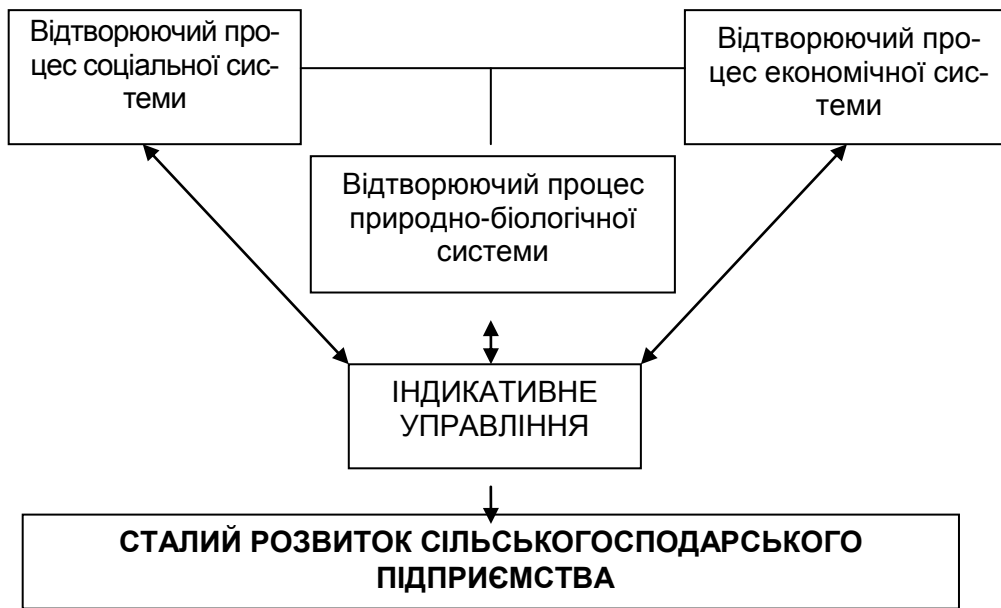 Відтворюючий про-
цес соціальної сис-
теми
Відтворюючий про-
цес економічної сис-
теми
Відтворюючий процес
природно-біологічної
системи
ІНДИКАТИВНЕ
УПРАВЛІННЯ
СТАЛИЙ РОЗВИТОК СІЛЬСЬКОГОСПОДАРСЬКОГО
ПІДПРИЄМСТВА